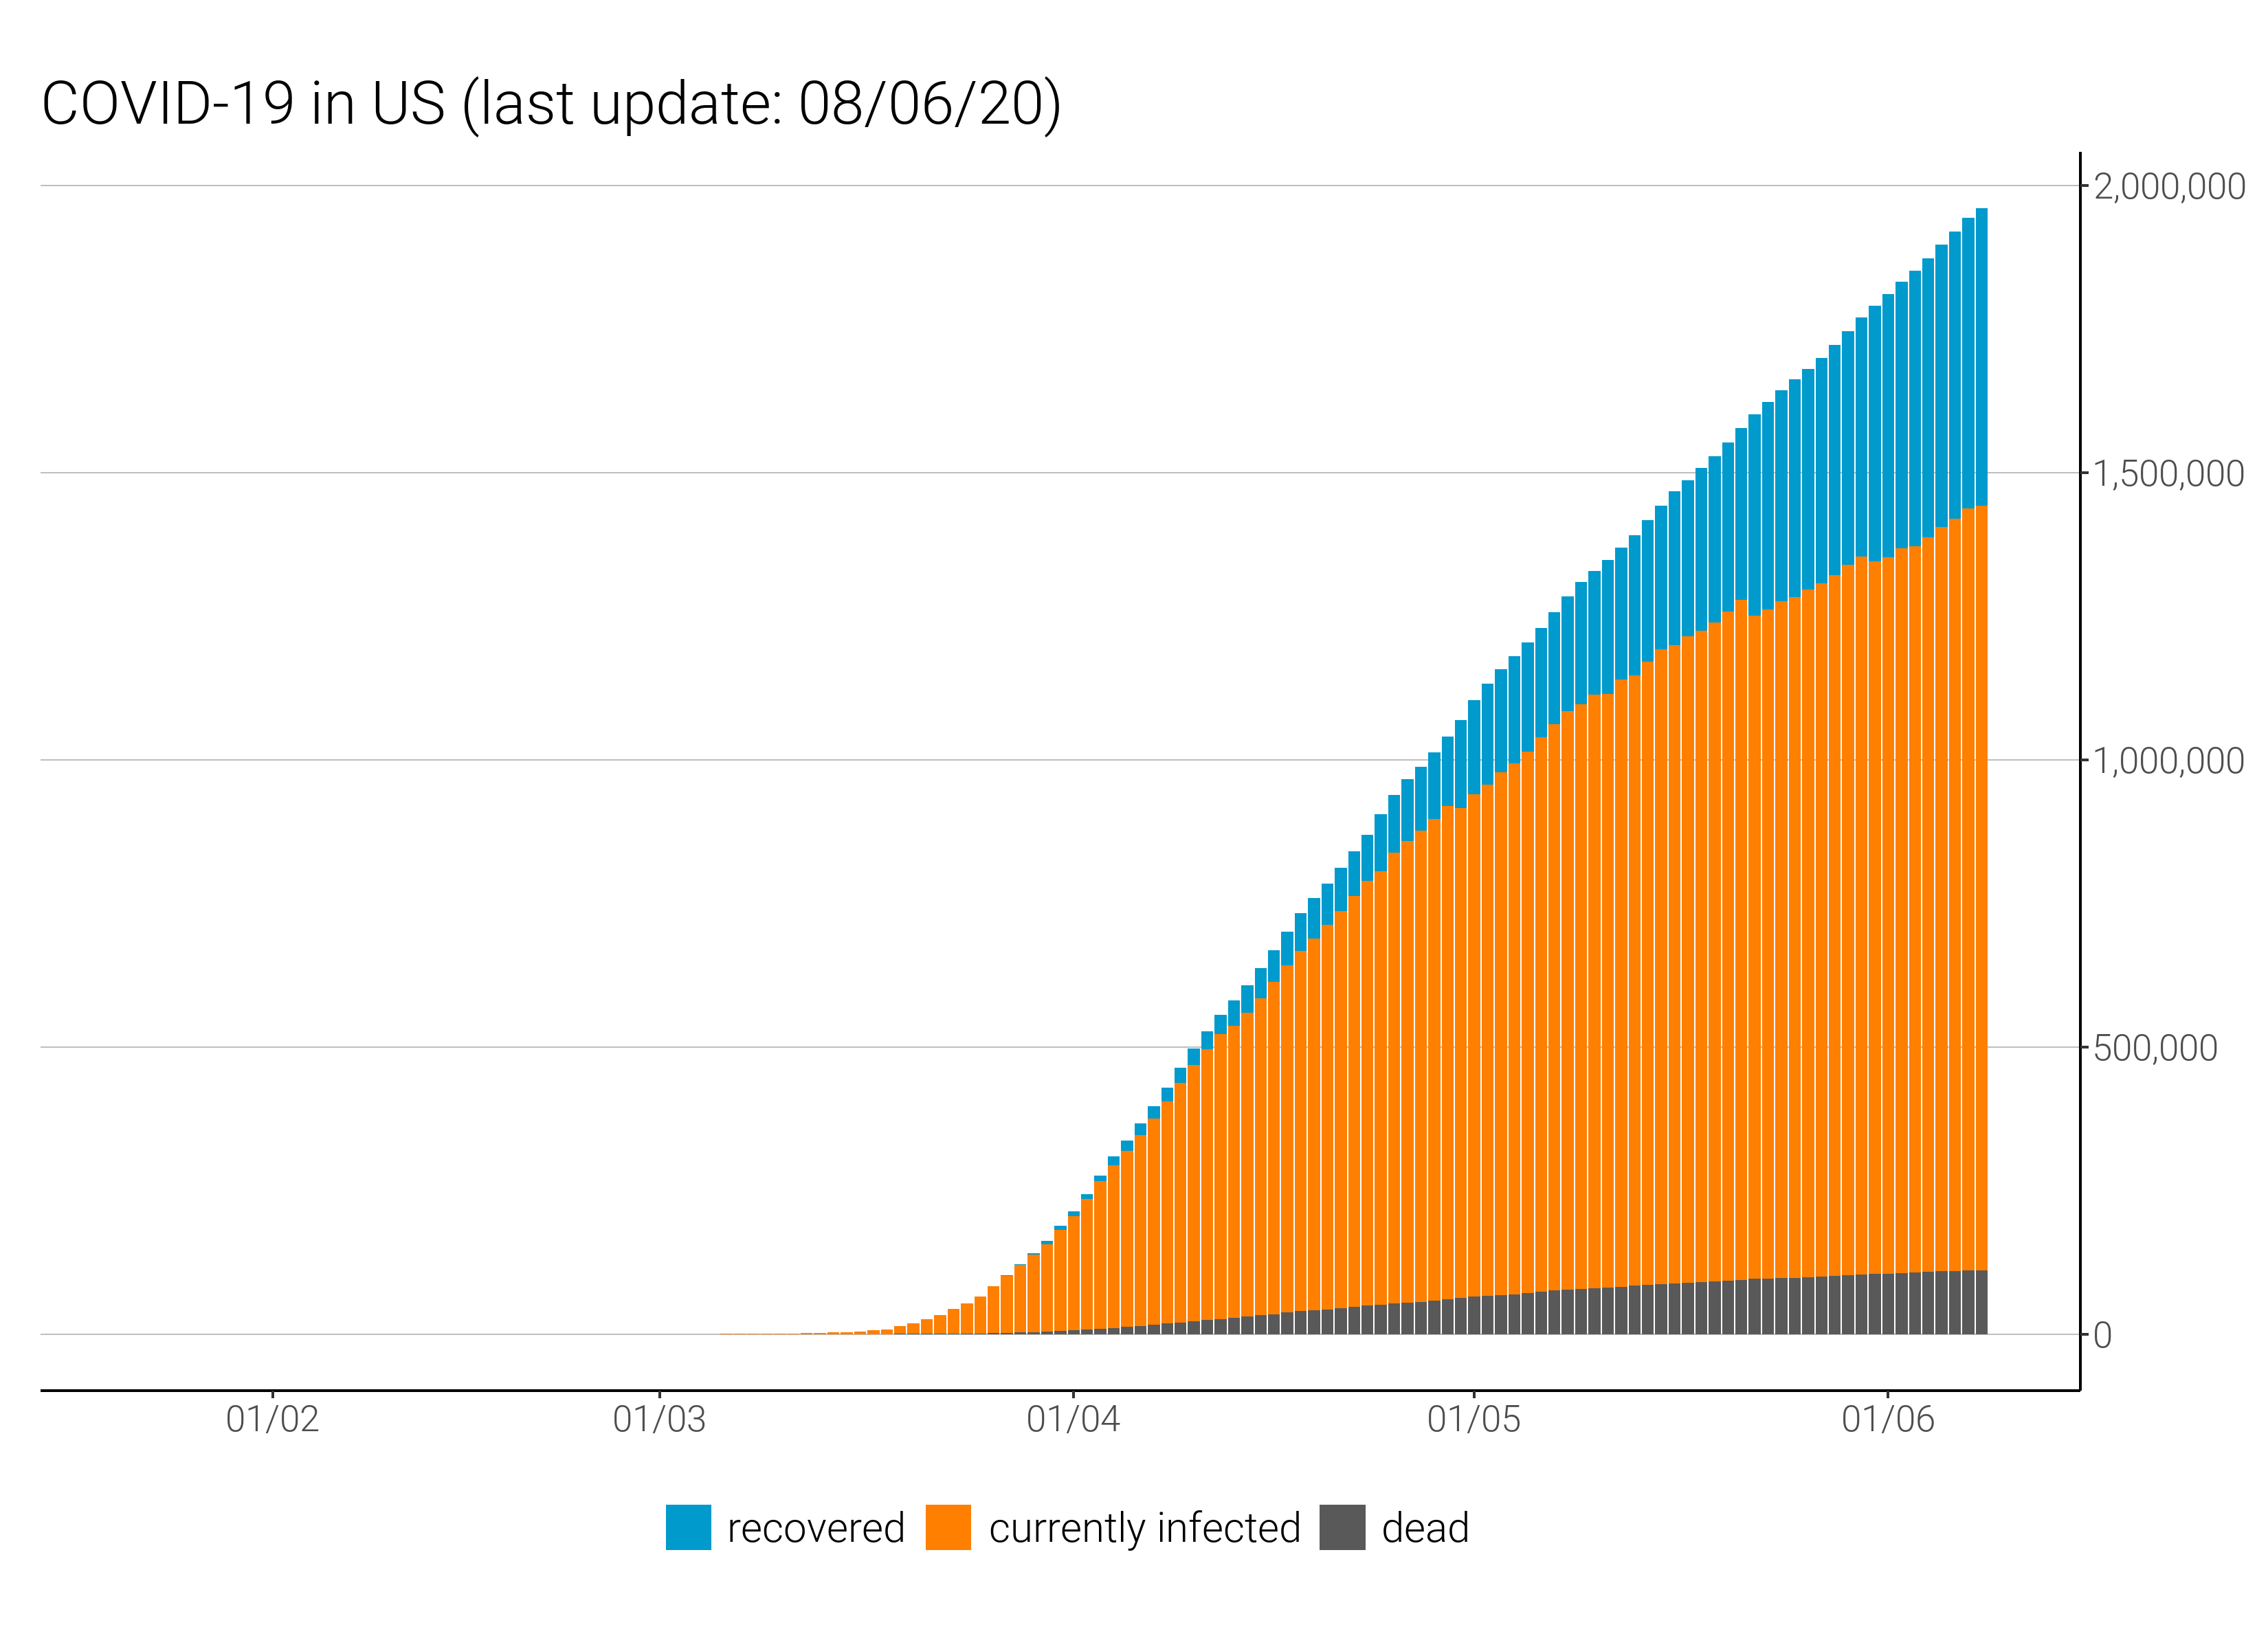 COVID-19 in US (last update: 08/06/20)
2,000,000
1,500,000
1,000,000
500,000
0
01/02 01/03 01/04 01/05 01/06
recovered currently infected dead